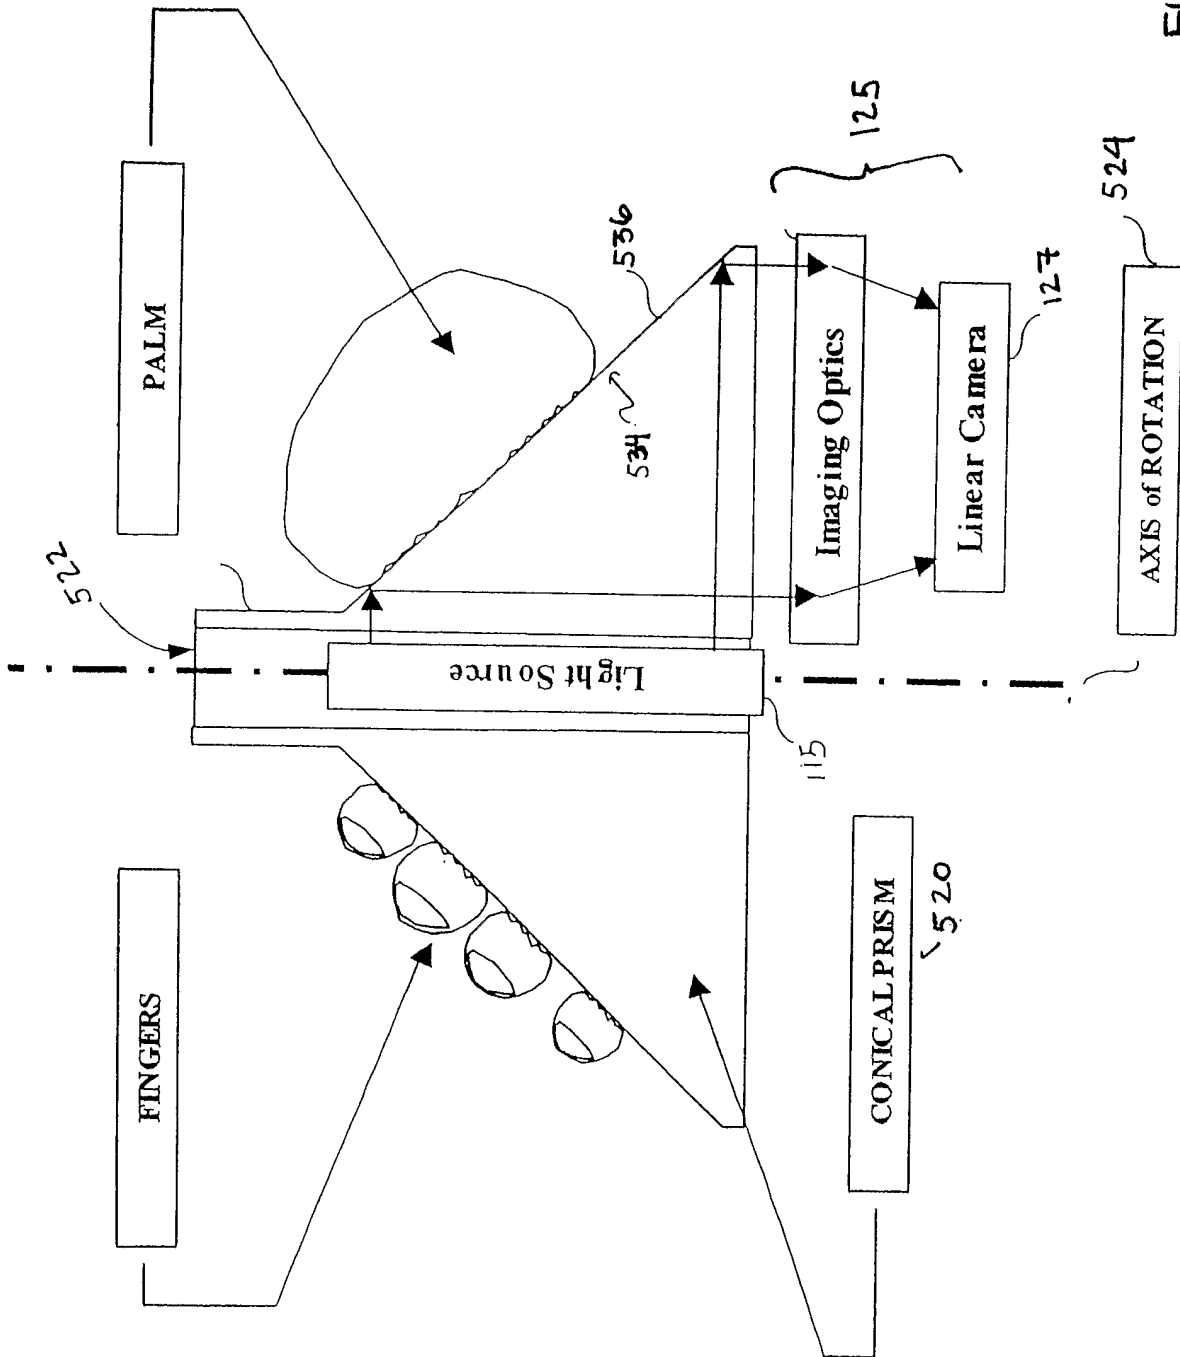 PALM
FINGERS
522
Light Source
115
534
536
Imaging Optics
125
Linear Camera
127
AXIS of ROTATION
524
CONICAL PRISM
520